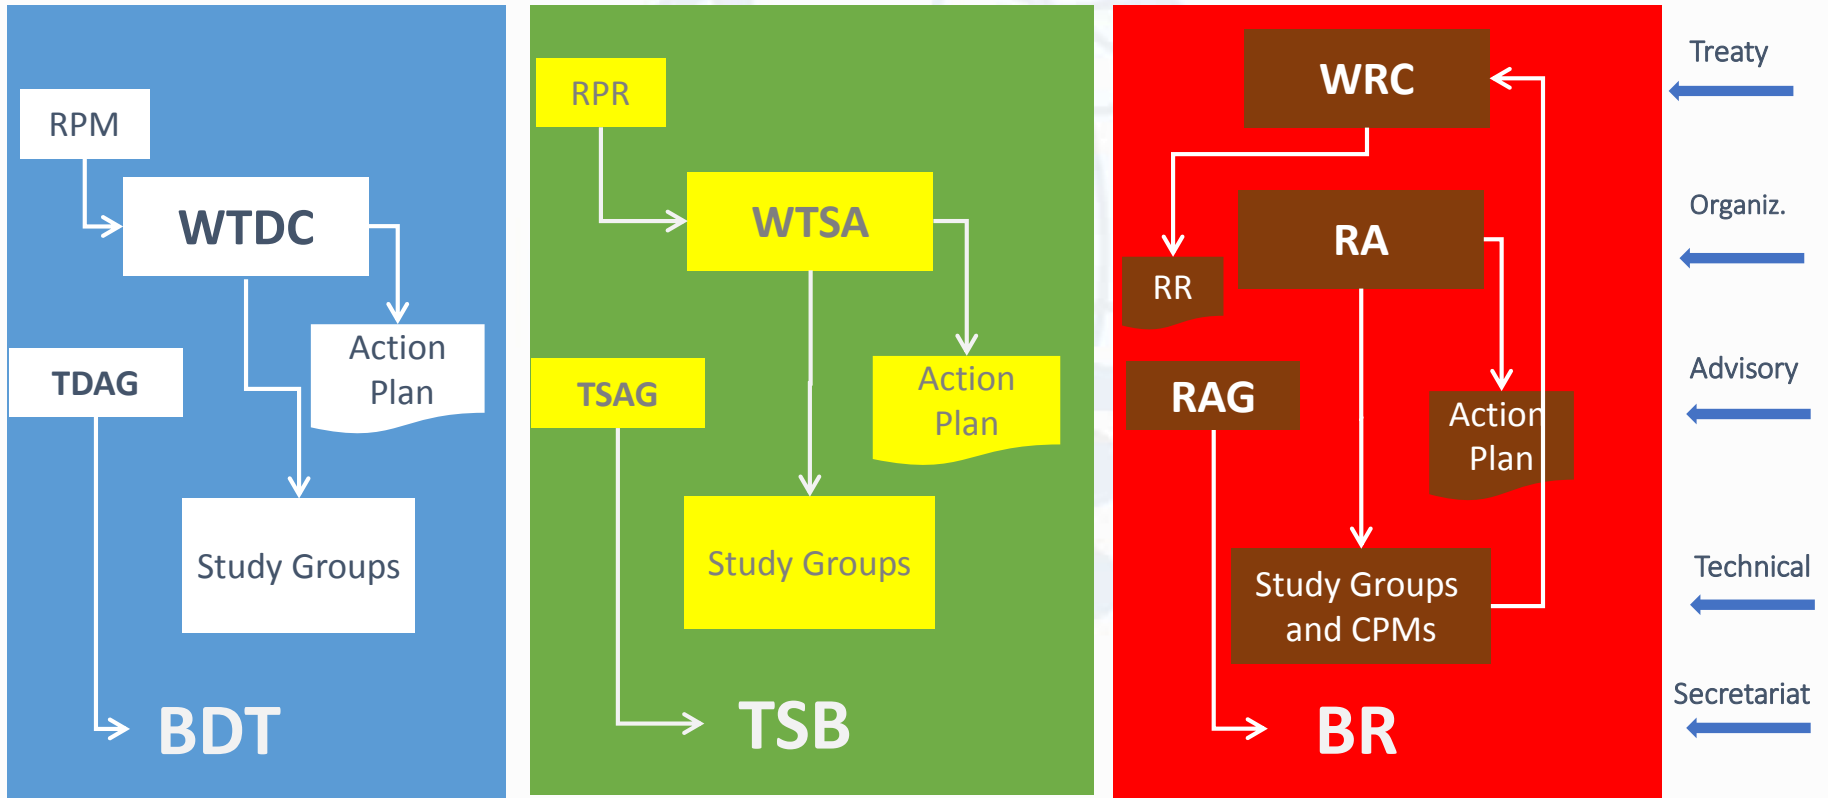 RPM
WTDC
Action
Plan
TDAG
Study Groups
BDT
RPR
WTSA
Action
Plan
TSAG
Study Groups
TSB
WRC
RA
RR
RAG
Action
Plan
Study Groups
and CPMs
BR
Treaty
Organiz.
Advisory
Technical
Secretariat